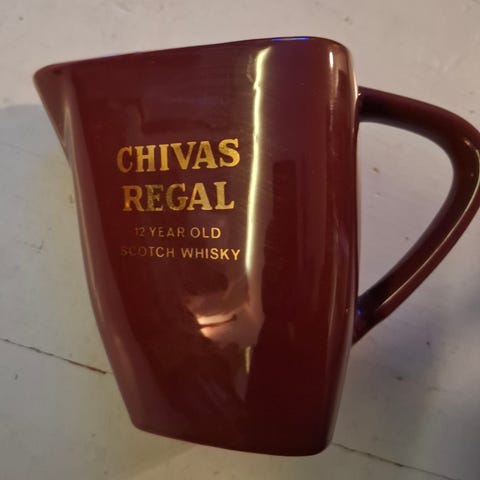 CHIVAS
REGAL
12 YEAR OLD
SCOTCH WHISKY